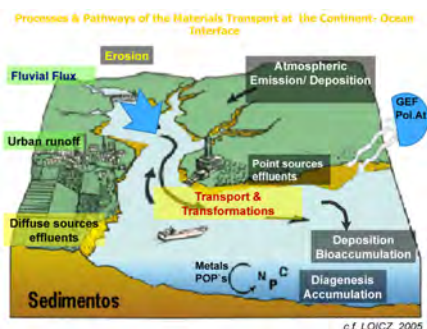 Processes & Pathways of the Materials Transport at the Continent- Ocean
Interface
Erosion
Atmospheric
Emission/ Deposition
Fluvial Flux
GEF
Pol.At
Urban runoff
Point sources
effluents
Transport &
Transformations
Diffuse sources
effluents
Deposition
Bioaccumulation
Metals
POP`s
N P C
Diagenesis
Accumulation
Sedimentos
c.f. LOICZ, 2005